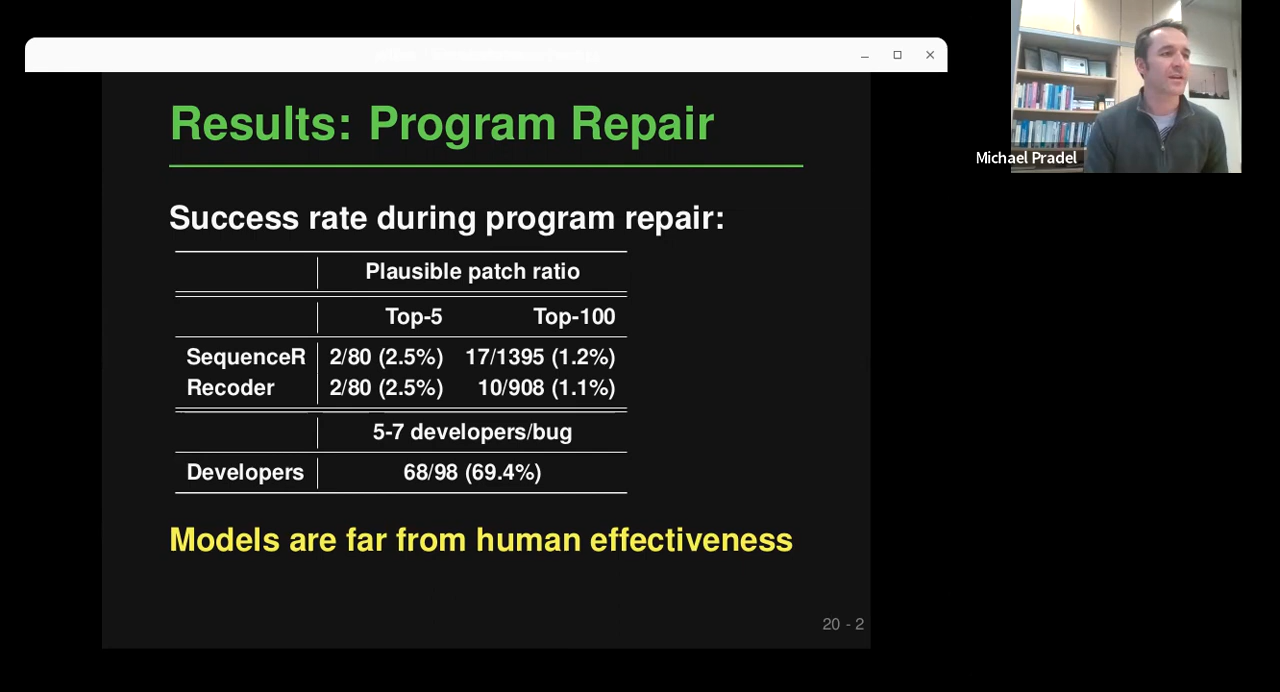 Results: Program Repair
Success rate during program repair:
Plausible patch ratio
Top-5 Top-100
SequenceR 2/80 (2.5%) 17/1395 (1.2%)
Recoder 2/80 (2.5%) 10/908 (1.1%)
5-7 developers/bug
Developers 68/98 (69.4%)
Models are far from human effectiveness
20 - 2
Michael Pradel